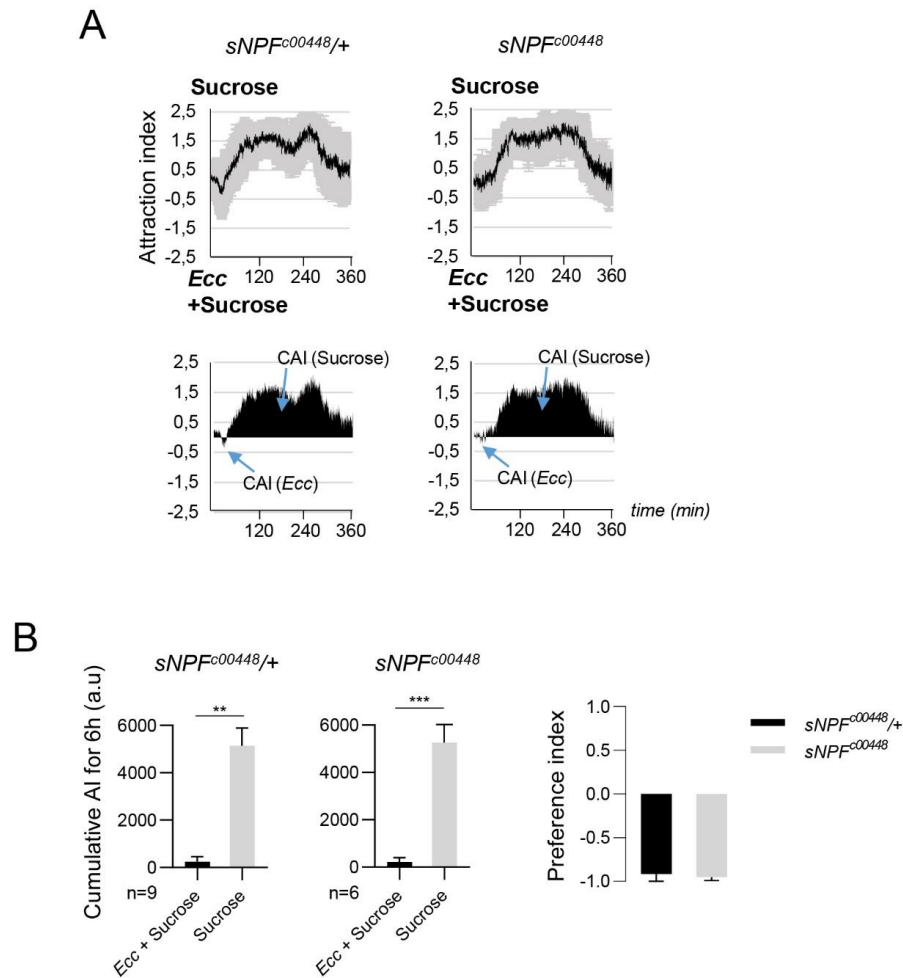 A
sNPFc00448/+
sNPFc00448
Sucrose
Sucrose
Attraction index
2,5
1,5
0,5
-0,5
-1,5
-2,5
2,5
1,5
0,5
-0,5
-1,5
-2,5
Ecc
120 240 360
+Sucrose
Ecc
120 240 360
+Sucrose
2,5
1,5
0,5
-0,5
-1,5
-2,5
CAI (Sucrose)
CAI (Ecc)
120 240 360
2,5
1,5
0,5
-0,5
-1,5
-2,5
CAI (Sucrose)
CAI (Ecc)
time (min)
120 240 360
B
sNPFc00448/+
Cumulative AI for 6h (a.u)
**
6000
4000
2000
0
n=9
Ecc + Sucrose
Sucrose
sNPFc00448
***
6000
4000
2000
0
n=6
Ecc + Sucrose
Sucrose
Preference index
1.0
0.5
0.0
-0.5
-1.0
sNPFc00448/+
sNPFc00448